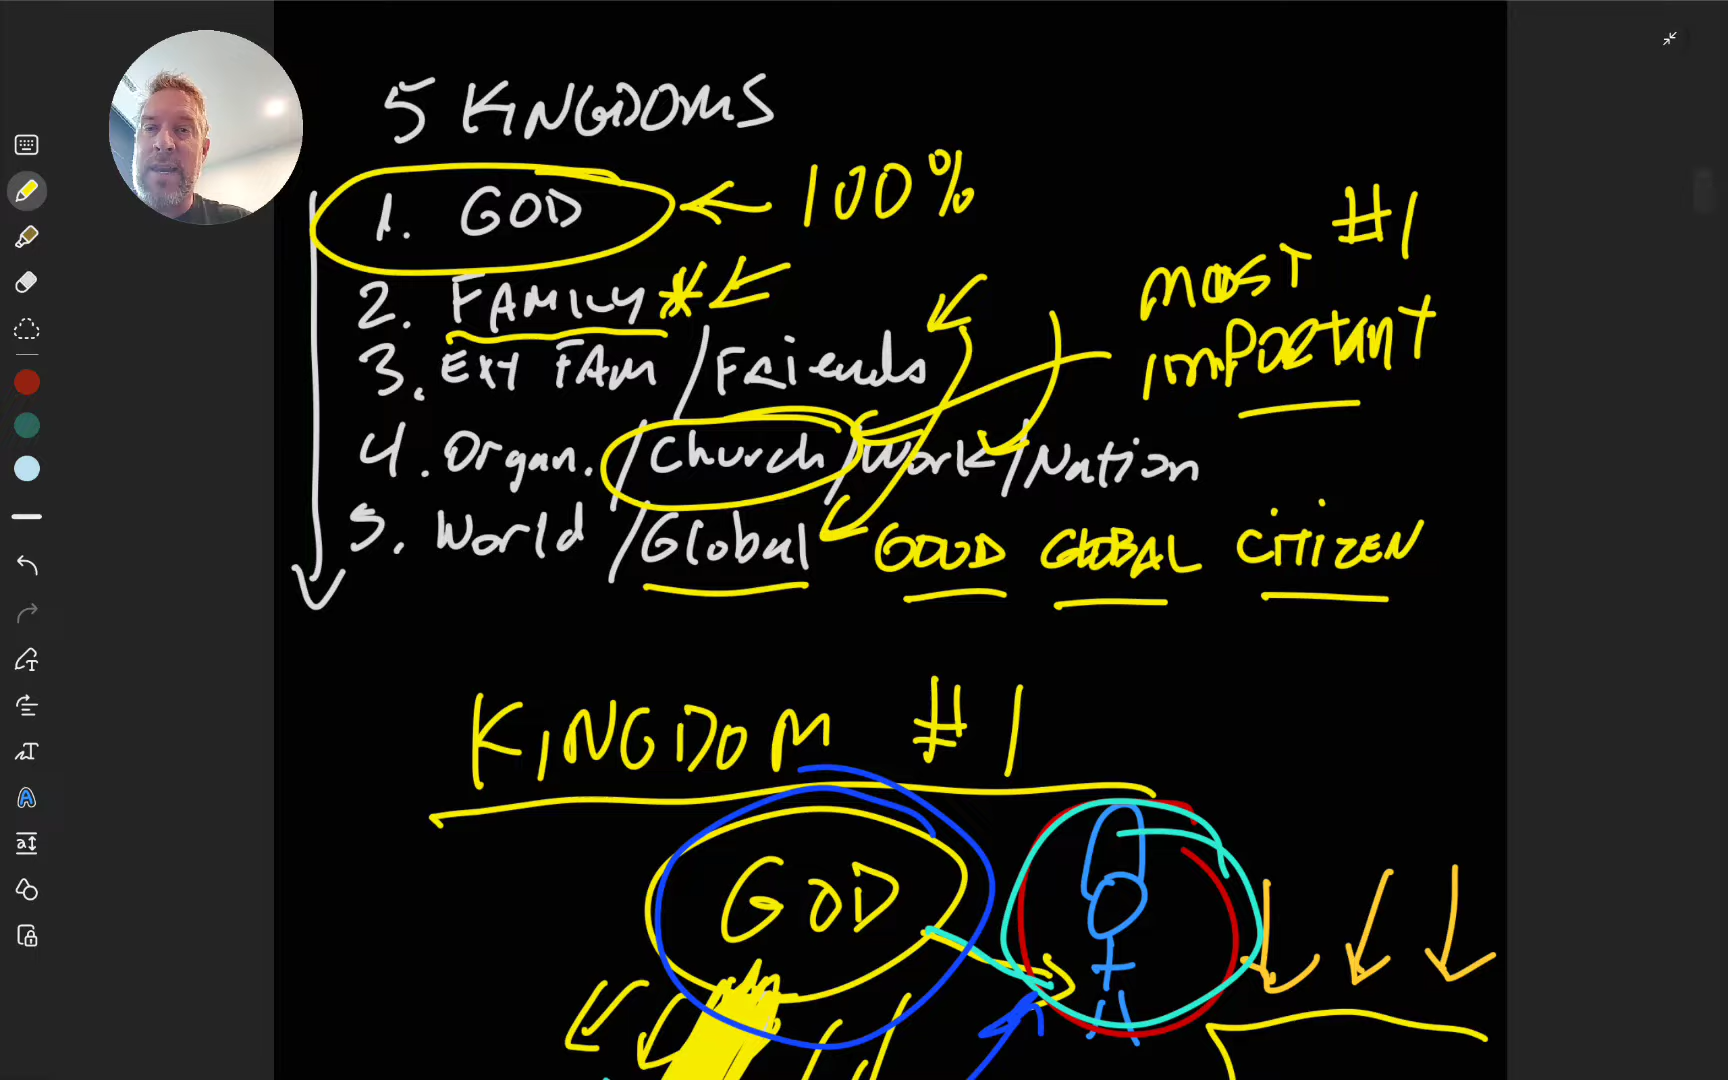 5 KINGDOMS
1. GOD ← 100%
#1
MOST
IMPORTANT
2. FAMILY *
3. EXT FAM / Friends
4. Organ. / Church / Work / Nation
5. World / Global GOOD GLOBAL CITIZEN
KINGDOM #1
GOD